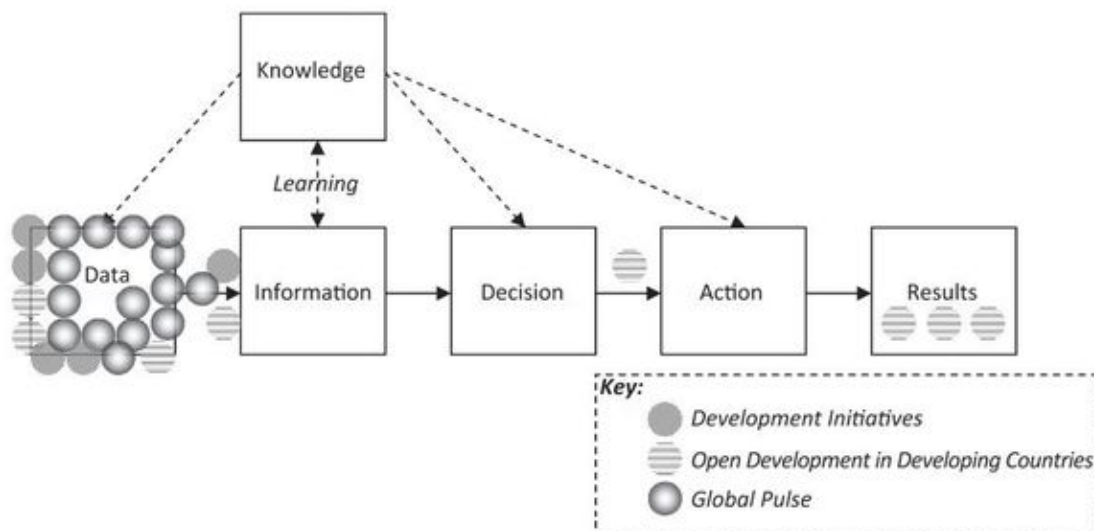 Knowledge
Learning
Data
Information
Decision
Action
Results
Key:
Development Initiatives
Open Development in Developing Countries
Global Pulse